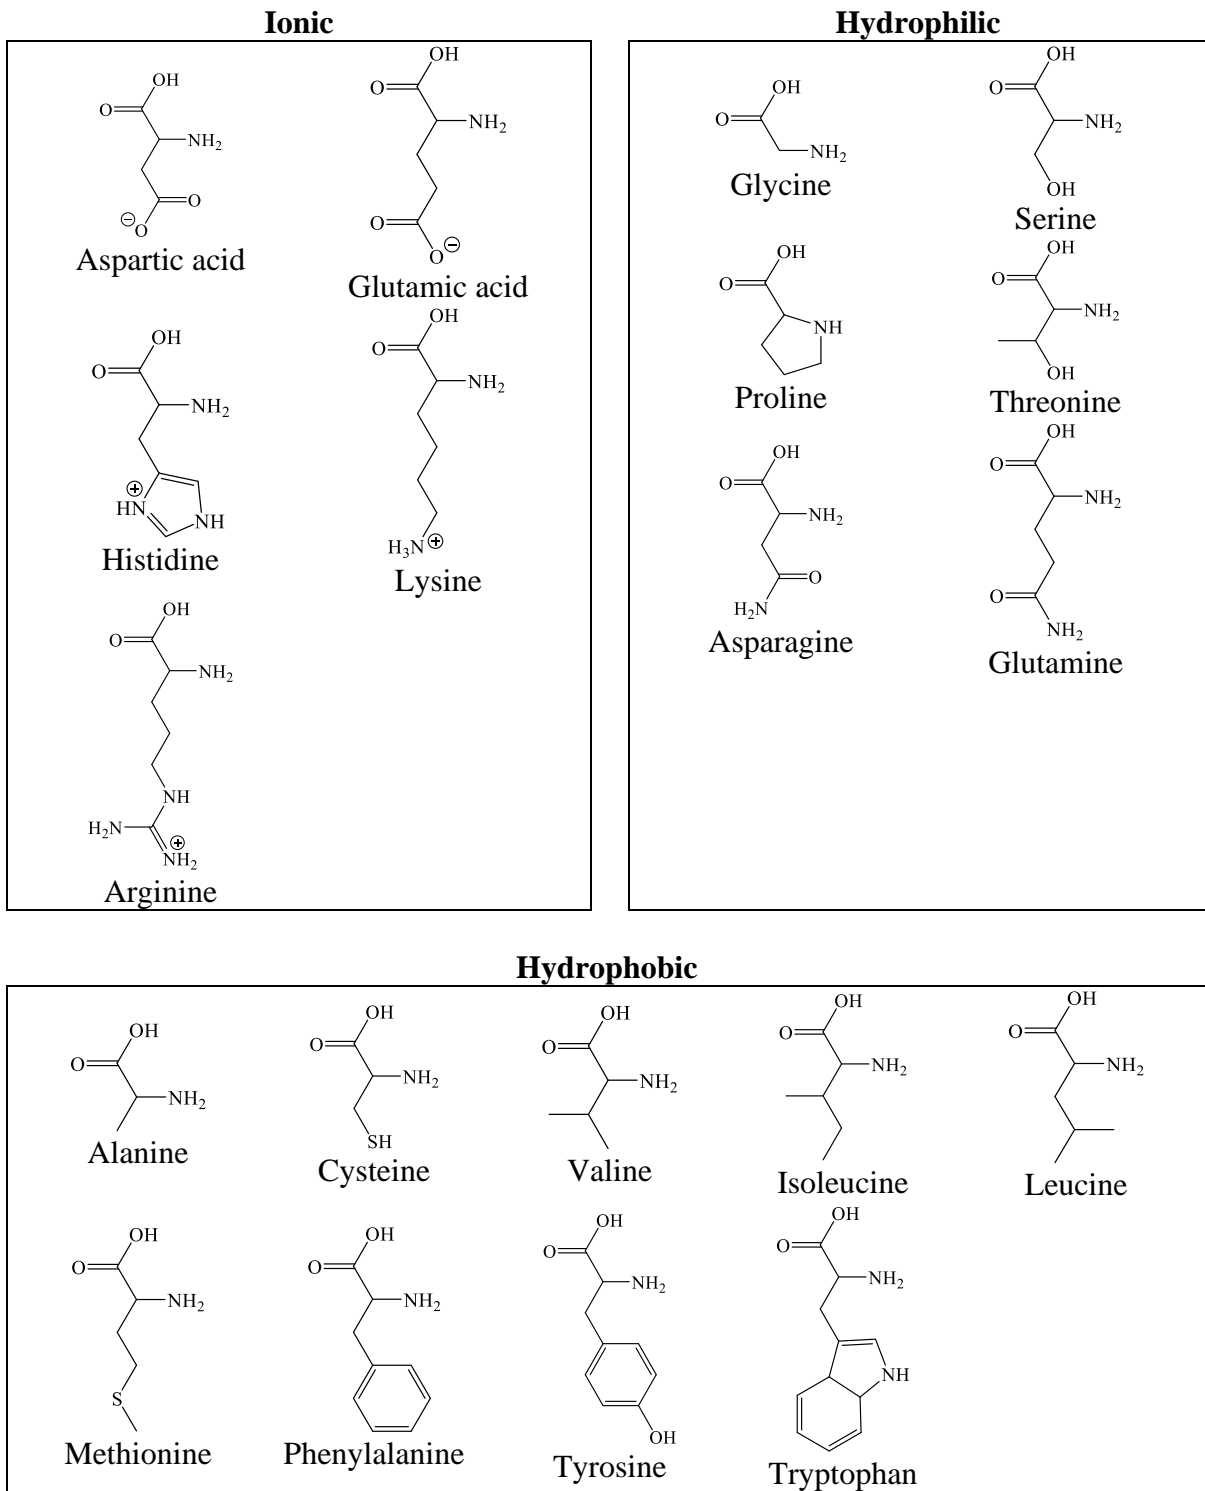 Ionic
Hydrophilic
OH
O
NH2
O
⊖O
Aspartic acid
OH
O
NH2
O
O⊖
Glutamic acid
OH
O
NH2
⊕
HN
NH
Histidine
OH
O
NH2
H3N⊕
Lysine
OH
O
NH2
NH
H2N
⊕
NH2
Arginine
OH
O
NH2
Glycine
OH
O
NH2
OH
Serine
OH
O
NH
Proline
OH
O
NH2
OH
Threonine
OH
O
NH2
O
H2N
Asparagine
OH
O
NH2
O
NH2
Glutamine
Hydrophobic
OH
O
NH2
Alanine
OH
O
NH2
SH
Cysteine
OH
O
NH2
Valine
OH
O
NH2
Isoleucine
OH
O
NH2
Leucine
OH
O
NH2
S
Methionine
OH
O
NH2
Phenylalanine
OH
O
NH2
OH
Tyrosine
OH
O
NH2
NH
Tryptophan